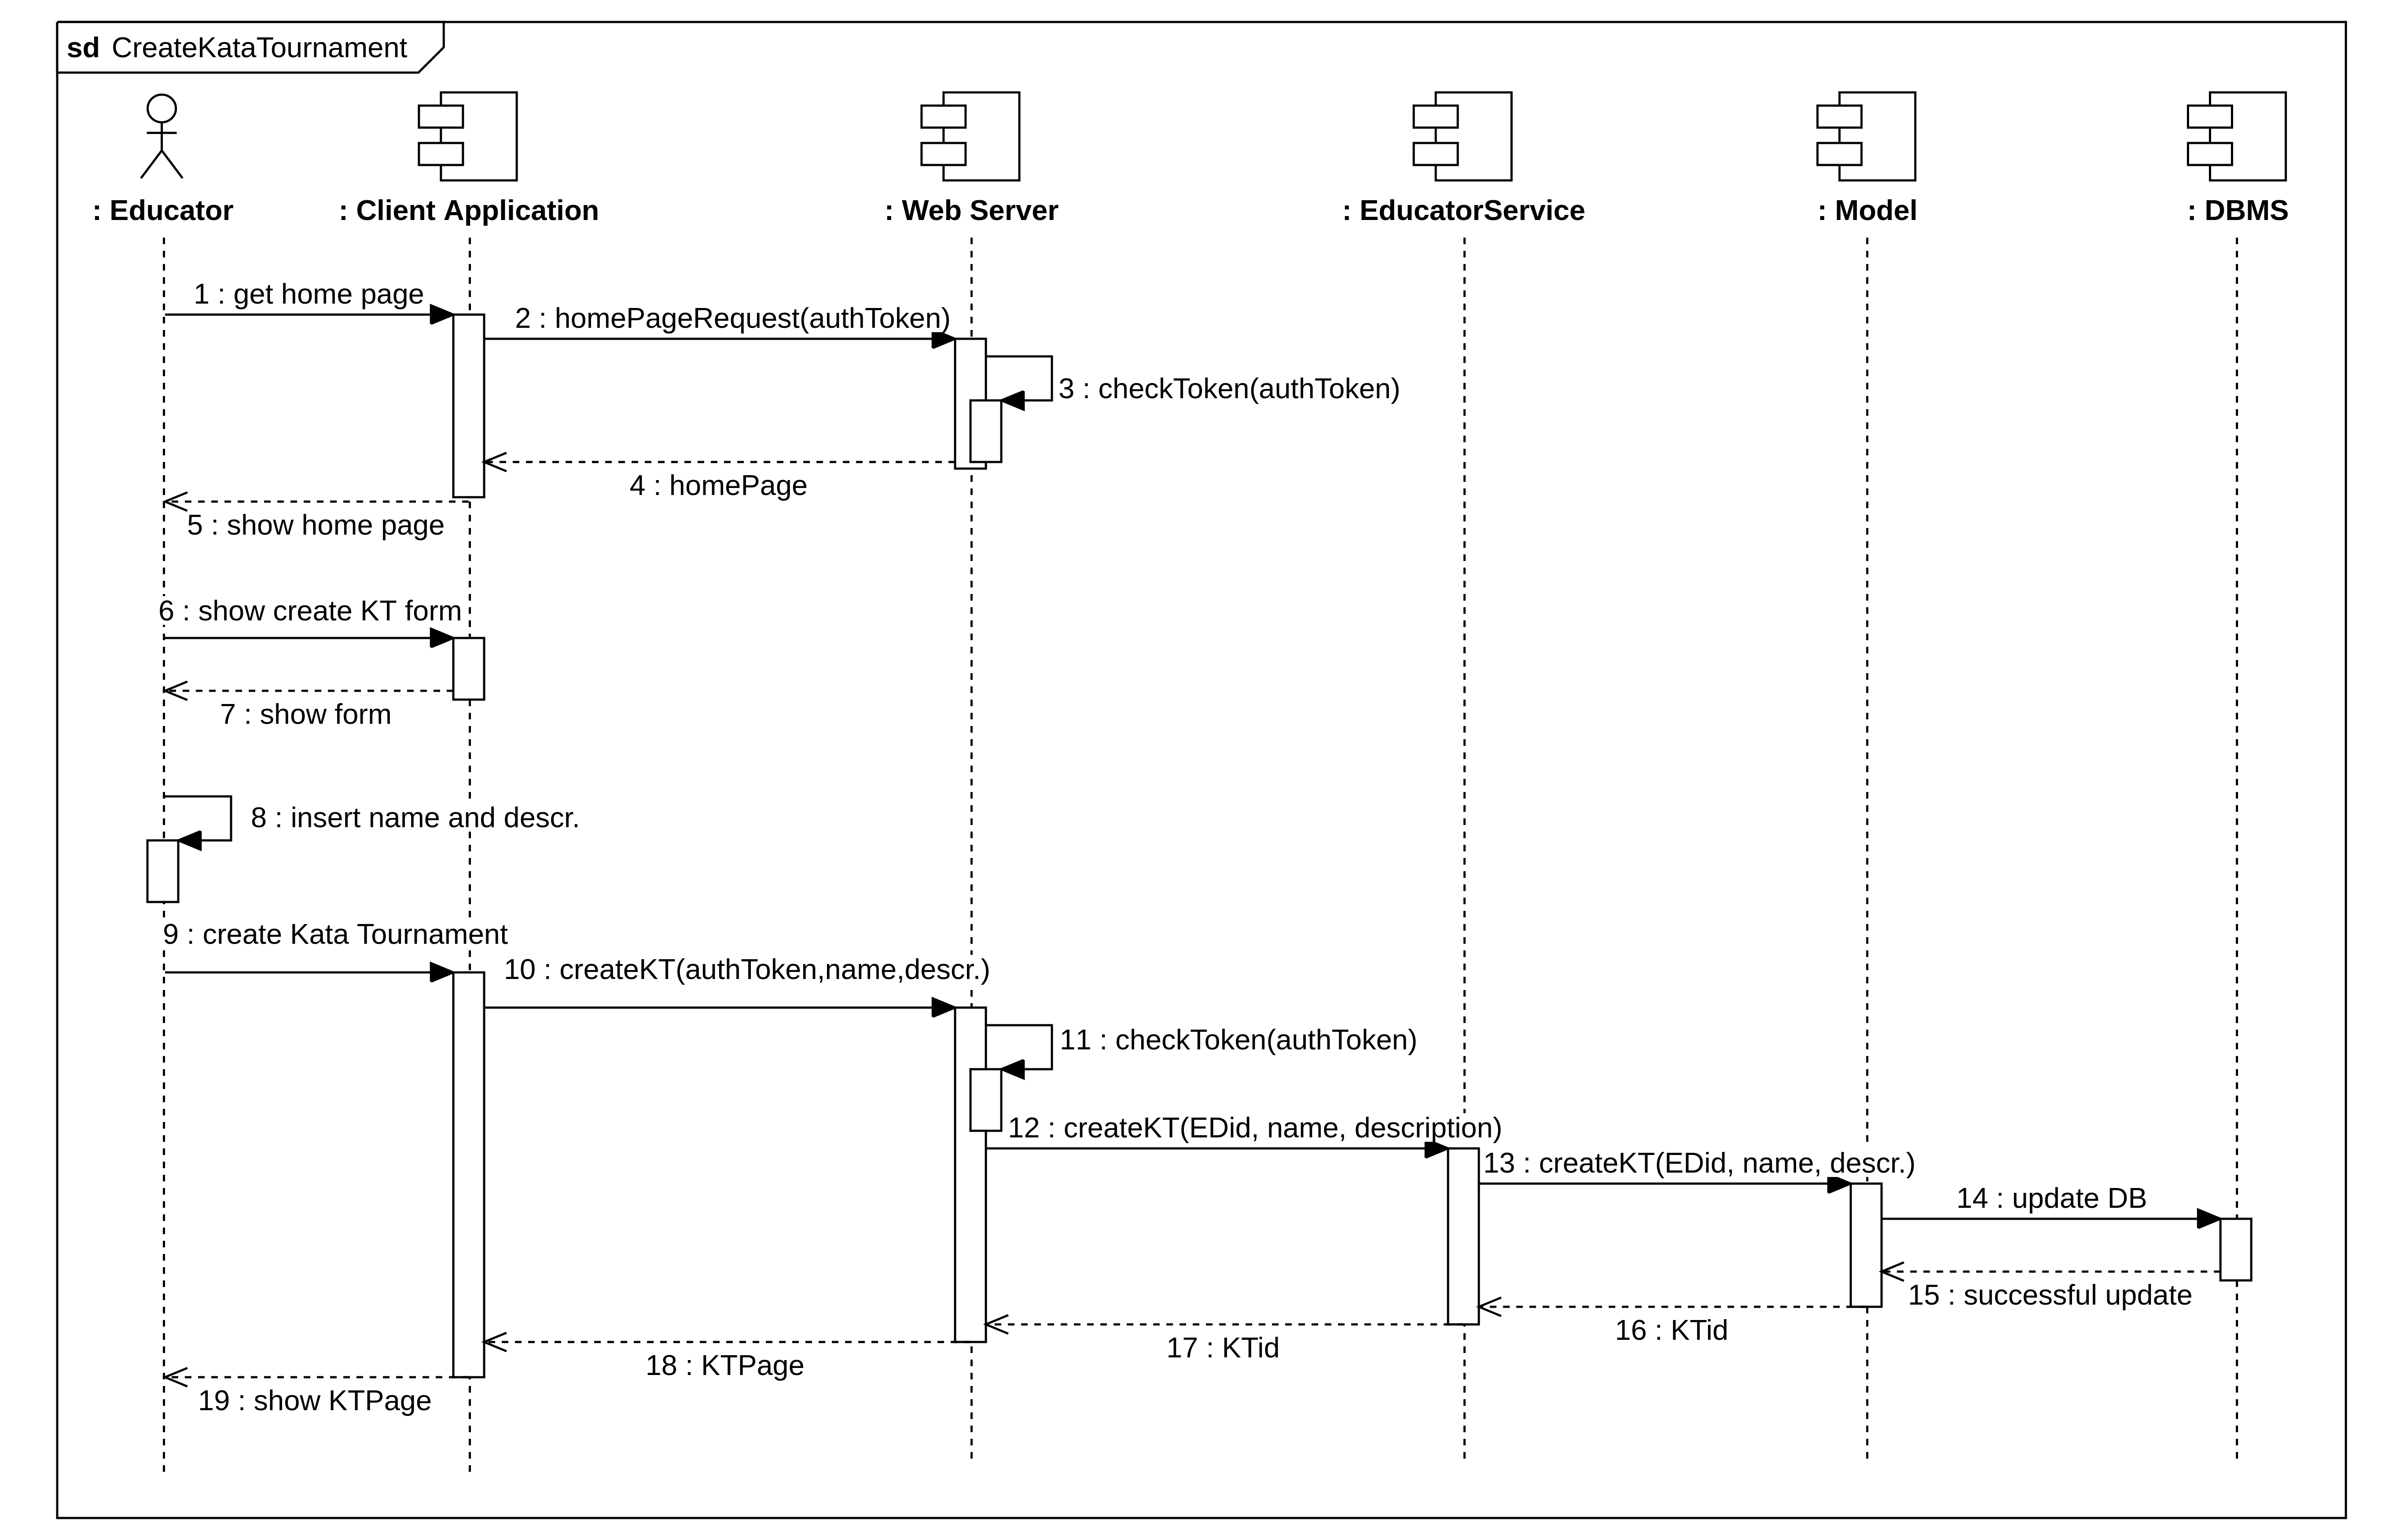 sd CreateKataTournament
: Educator
: Client Application
: Web Server
: EducatorService
: Model
: DBMS
1 : get home page
2 : homePageRequest(authToken)
3 : checkToken(authToken)
4 : homePage
5 : show home page
6 : show create KT form
7 : show form
8 : insert name and descr.
9 : create Kata Tournament
10 : createKT(authToken,name,descr.)
11 : checkToken(authToken)
12 : createKT(EDid, name, description)
13 : createKT(EDid, name, descr.)
14 : update DB
15 : successful update
16 : KTid
17 : KTid
18 : KTPage
19 : show KTPage